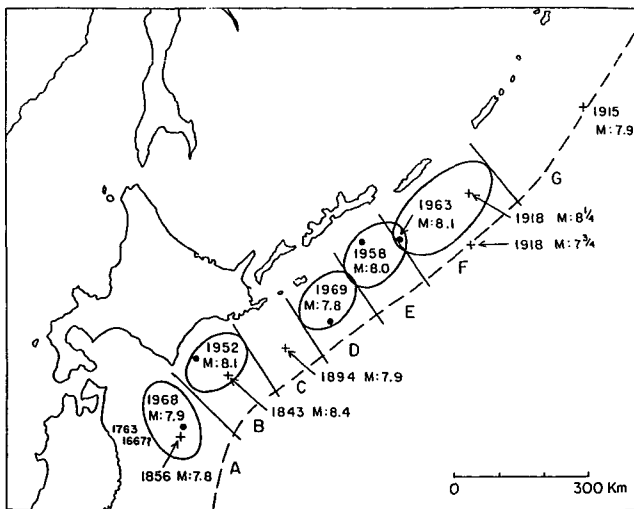 1915
M:7.9
G
1963
M:8.1
1918 M:8¼
1918 M:7¾
F
1958
M:8.0
E
1969
M:7.8
D
1952
M:8.1
1894 M:7.9
C
1843 M:8.4
B
1968
M:7.9
1763
1667?
1856 M:7.8
A
0 300 Km